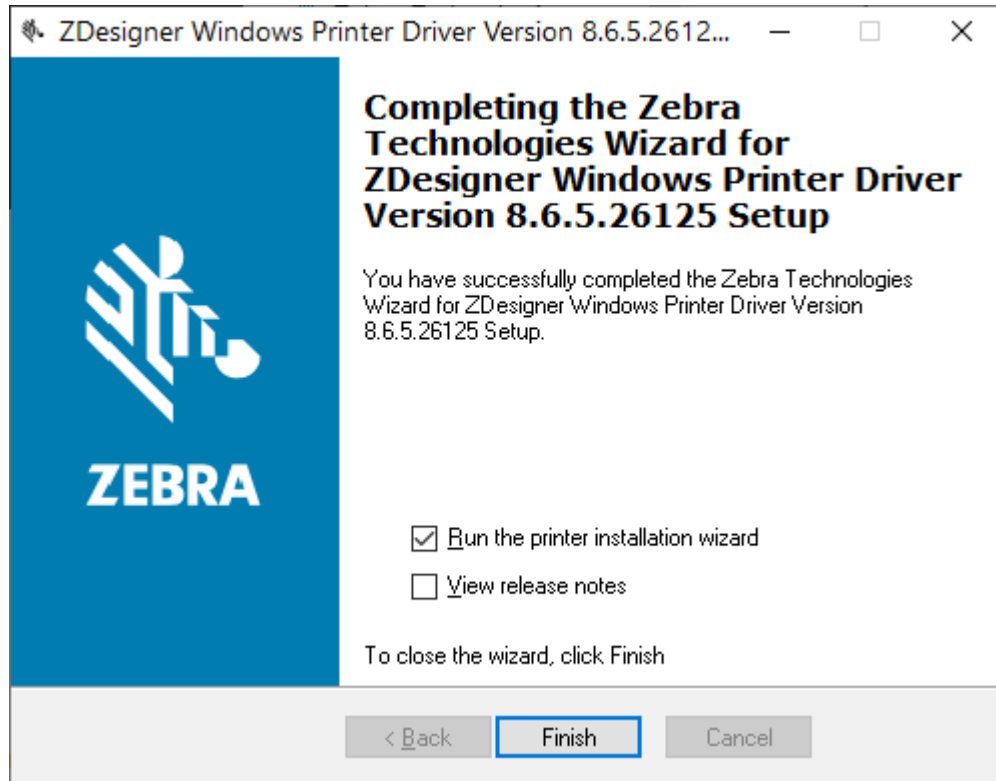 ZDesigner Windows Printer Driver Version 8.6.5.2612...
Completing the Zebra
Technologies Wizard for
ZDesigner Windows Printer Driver
Version 8.6.5.26125 Setup
You have successfully completed the Zebra Technologies
Wizard for ZDesigner Windows Printer Driver Version
8.6.5.26125 Setup.
ZEBRA
Run the printer installation wizard
View release notes
To close the wizard, click Finish
< Back
Finish
Cancel